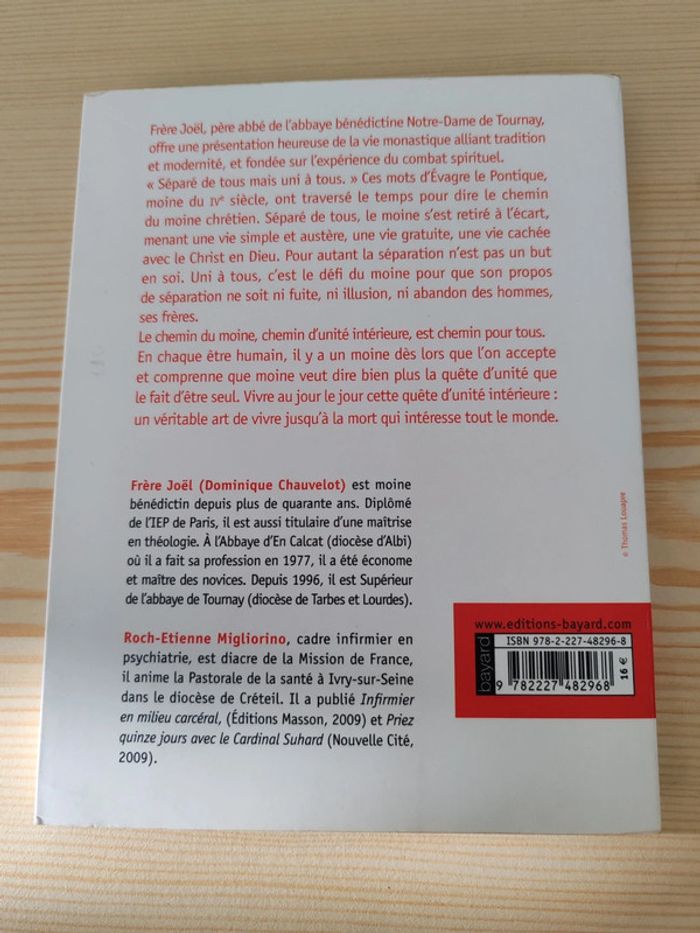 Frère Joël, père abbé de l'abbaye bénédictine Notre-Dame de Tournay,
offre une présentation heureuse de la vie monastique alliant tradition
et modernité, et fondée sur l'expérience du combat spirituel.
« Séparé de tous mais uni à tous. » Ces mots d'Évagre le Pontique,
moine du IVe siècle, ont traversé le temps pour dire le chemin
du moine chrétien. Séparé de tous, le moine s'est retiré à l'écart,
menant une vie simple et austère, une vie gratuite, une vie cachée
avec le Christ en Dieu. Pour autant la séparation n'est pas un but
en soi. Uni à tous, c'est le défi du moine pour que son propos
de séparation ne soit ni fuite, ni illusion, ni abandon des hommes,
ses frères.
Le chemin du moine, chemin d'unité intérieure, est chemin pour tous.
En chaque être humain, il y a un moine dès lors que l'on accepte
et comprenne que moine veut dire bien plus la quête d'unité que
le fait d'être seul. Vivre au jour le jour cette quête d'unité intérieure :
un véritable art de vivre jusqu'à la mort qui intéresse tout le monde.
Frère Joël (Dominique Chauvelot) est moine
bénédictin depuis plus de quarante ans. Diplômé
de l'IEP de Paris, il est aussi titulaire d'une maîtrise
en théologie. À l'Abbaye d'En Calcat (diocèse d'Albi)
où il a fait sa profession en 1977, il a été économe
et maître des novices. Depuis 1996, il est Supérieur
de l'abbaye de Tournay (diocèse de Tarbes et Lourdes).
Roch-Etienne Migliorino, cadre infirmier en
psychiatrie, est diacre de la Mission de France,
il anime la Pastorale de la santé à Ivry-sur-Seine
dans le diocèse de Créteil. Il a publié Infirmier
en milieu carcéral, (Éditions Masson, 2009) et Priez
quinze jours avec le Cardinal Suhard (Nouvelle Cité,
2009).
© Thomas Louapre
www.editions-bayard.com
bayard
ISBN 978-2-227-48296-8
9 782227 482968
16 €